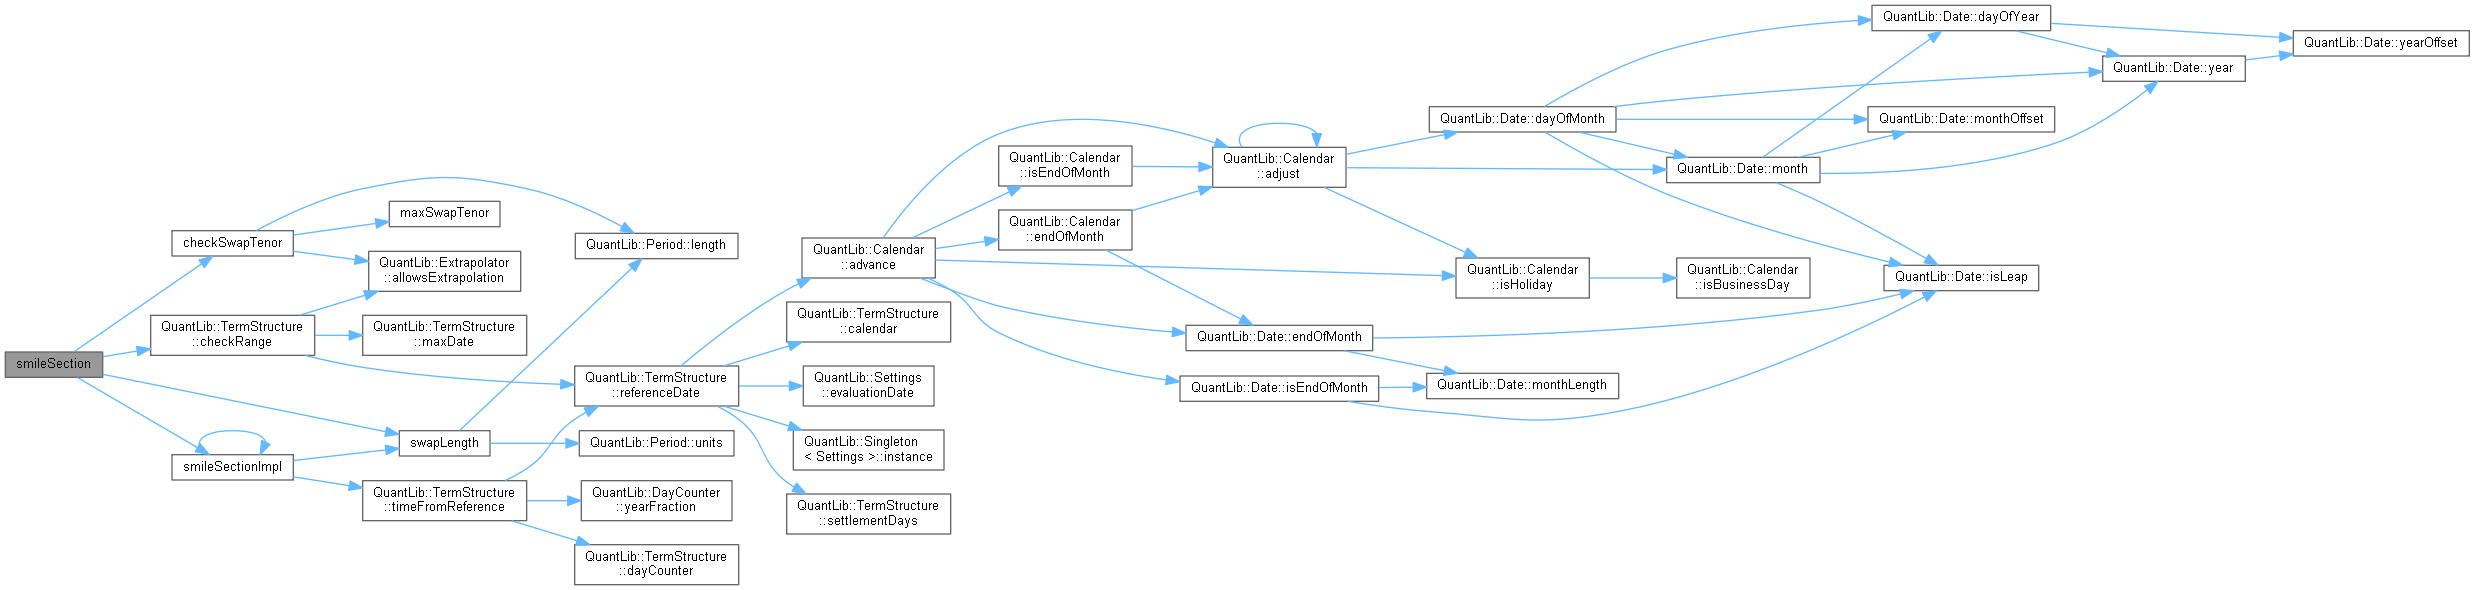 smileSection
checkSwapTenor
QuantLib::TermStructure
::checkRange
smileSectionImpl
maxSwapTenor
QuantLib::Extrapolator
::allowsExtrapolation
QuantLib::TermStructure
::maxDate
swapLength
QuantLib::TermStructure
::timeFromReference
QuantLib::Period::length
QuantLib::TermStructure
::referenceDate
QuantLib::Period::units
QuantLib::DayCounter
::yearFraction
QuantLib::TermStructure
::dayCounter
QuantLib::Calendar
::advance
QuantLib::TermStructure
::calendar
QuantLib::Settings
::evaluationDate
QuantLib::Singleton
< Settings >::instance
QuantLib::TermStructure
::settlementDays
QuantLib::Calendar
::isEndOfMonth
QuantLib::Calendar
::endOfMonth
QuantLib::Calendar
::adjust
QuantLib::Date::endOfMonth
QuantLib::Date::isEndOfMonth
QuantLib::Date::dayOfMonth
QuantLib::Calendar
::isHoliday
QuantLib::Date::monthLength
QuantLib::Date::month
QuantLib::Calendar
::isBusinessDay
QuantLib::Date::dayOfYear
QuantLib::Date::monthOffset
QuantLib::Date::isLeap
QuantLib::Date::year
QuantLib::Date::yearOffset